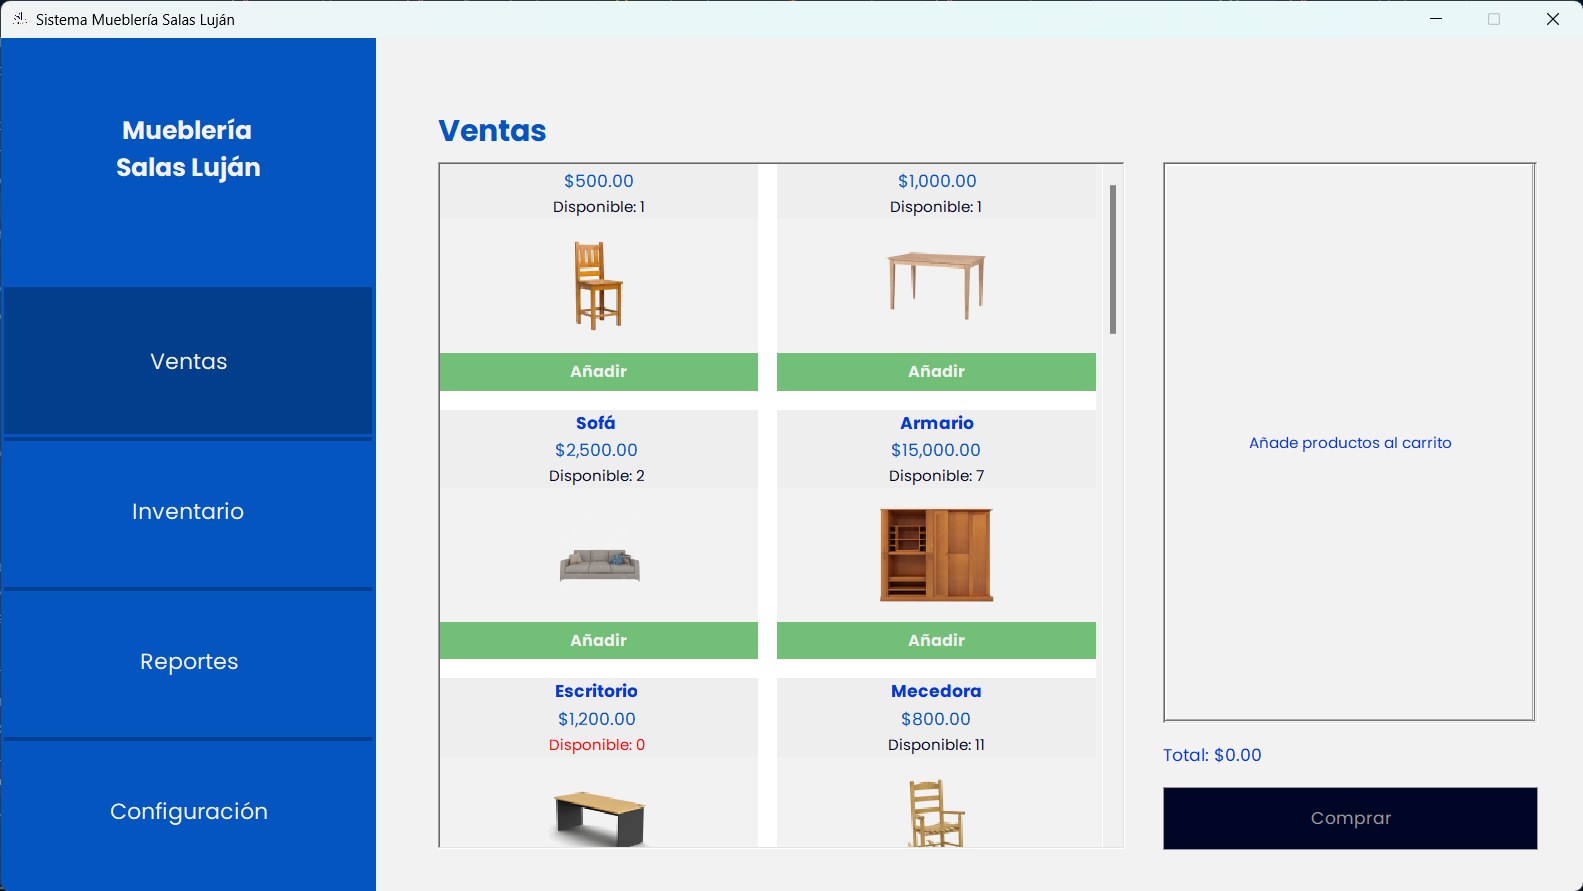 Sistema Mueblería Salas Luján
Mueblería
Salas Luján
Ventas
Inventario
Reportes
Configuración
Ventas
$500.00
Disponible: 1
Añadir
$1,000.00
Disponible: 1
Añadir
Sofá
$2,500.00
Disponible: 2
Añadir
Armario
$15,000.00
Disponible: 7
Añadir
Escritorio
$1,200.00
Disponible: 0
Mecedora
$800.00
Disponible: 11
Añade productos al carrito
Total: $0.00
Comprar